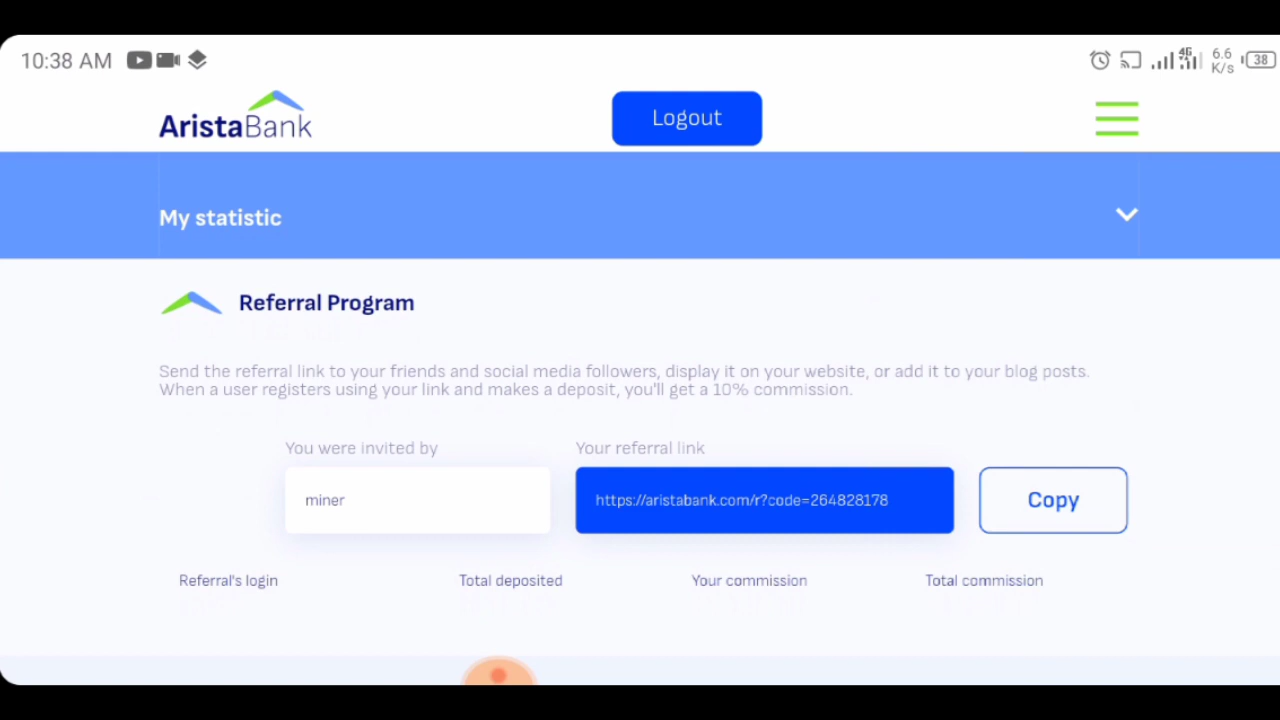 10:38 AM
4G
6.6
K/s
38
AristaBank
Logout
My statistic
Referral Program
Send the referral link to your friends and social media followers, display it on your website, or add it to your blog posts.
When a user registers using your link and makes a deposit, you'll get a 10% commission.
You were invited by
Your referral link
miner
https://aristabank.com/r?code=264828178
Copy
Referral's login
Total deposited
Your commission
Total commission